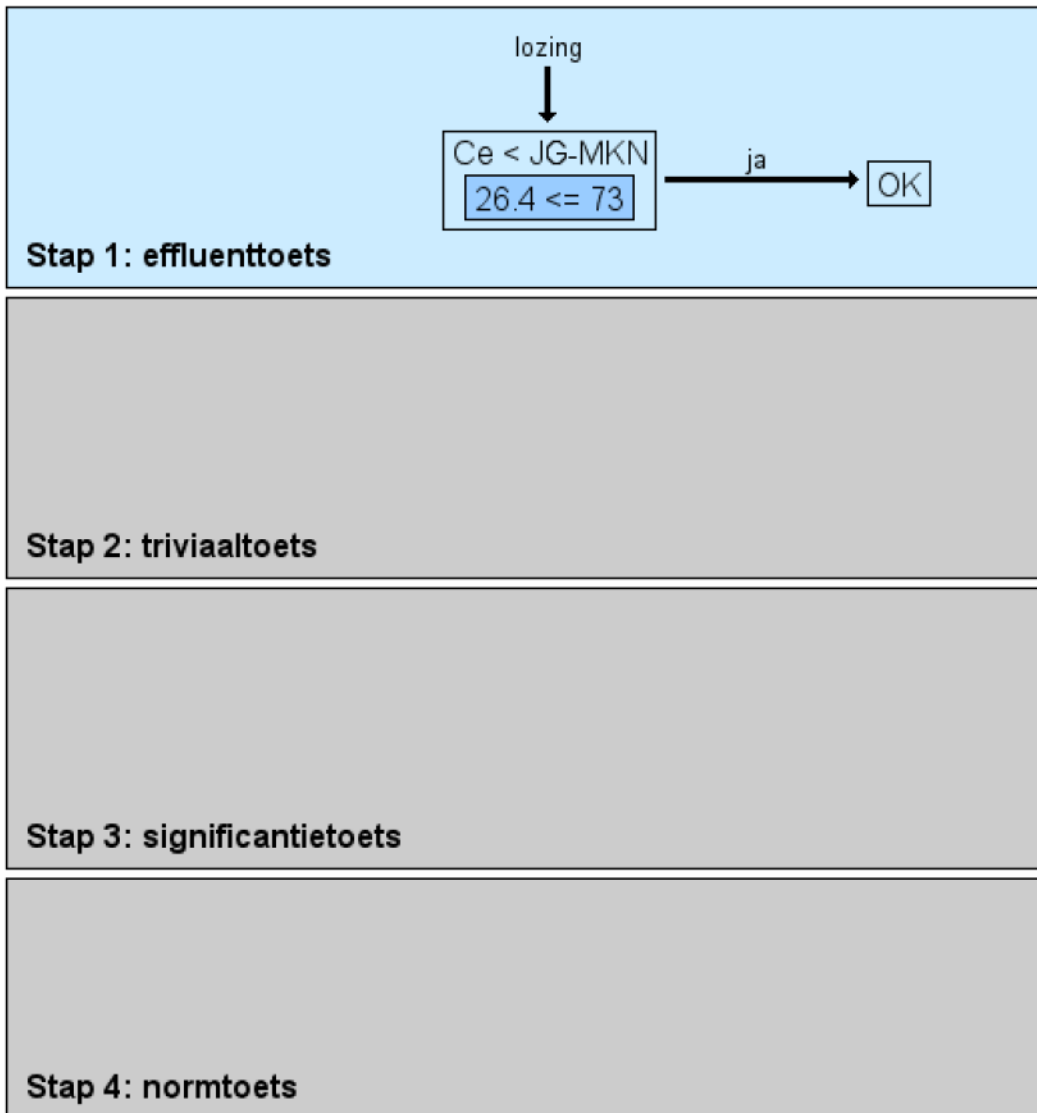 lozing
Ce < JG-MKN
ja
OK
26.4 <= 73
Stap 1: effluenttoets
Stap 2: triviaaltoets
Stap 3: significantietoets
Stap 4: normtoets